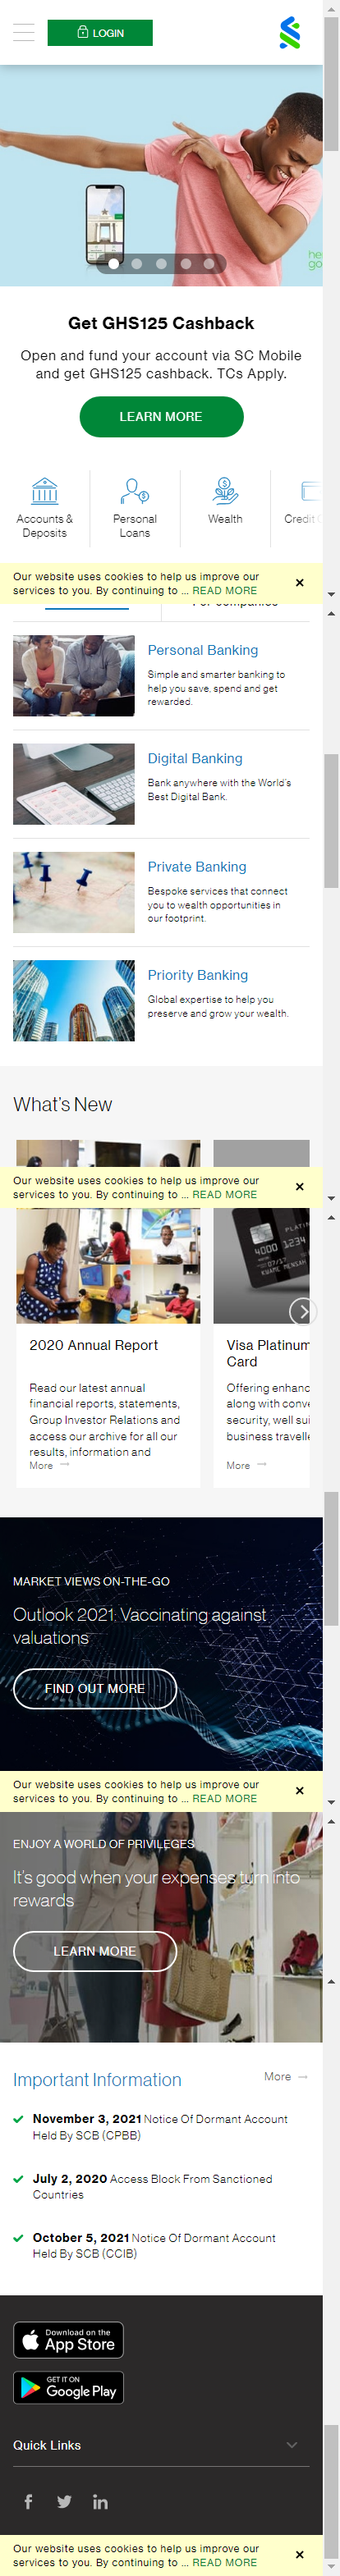 LOGIN
he
go
Get GHS125 Cashback
Open and fund your account via SC Mobile
and get GHS125 cashback. TCs Apply.
LEARN MORE
Accounts &
Deposits
Personal
Loans
Wealth
Credit
Our website uses cookies to help us improve our
services to you. By continuing to ... READ MORE
For companies
Personal Banking
Simple and smarter banking to
help you save, spend and get
rewarded.
Digital Banking
Bank anywhere with the World's
Best Digital Bank.
Private Banking
Bespoke services that connect
you to wealth opportunities in
our footprint.
Priority Banking
Global expertise to help you
preserve and grow your wealth.
What's New
Our website uses cookies to help us improve our
services to you. By continuing to ... READ MORE
PLATIN
4000 1234
KWAME MENSAH
2020 Annual Report
Read our latest annual
financial reports, statements,
Group Investor Relations and
access our archive for all our
results, information and
More
Visa Platinum
Card
Offering enhanc
along with conve
security, well sui
business travelle
More
MARKET VIEWS ON-THE-GO
Outlook 2021: Vaccinating against
valuations
FIND OUT MORE
Our website uses cookies to help us improve our
services to you. By continuing to ... READ MORE
ENJOY A WORLD OF PRIVILEGES
It's good when your expenses turn into
rewards
LEARN MORE
Important Information
More
November 3, 2021 Notice Of Dormant Account
Held By SCB (CPBB)
July 2, 2020 Access Block From Sanctioned
Countries
October 5, 2021 Notice Of Dormant Account
Held By SCB (CCIB)
Download on the
App Store
GET IT ON
Google Play
Quick Links
Our website uses cookies to help us improve our
services to you. By continuing to ... READ MORE